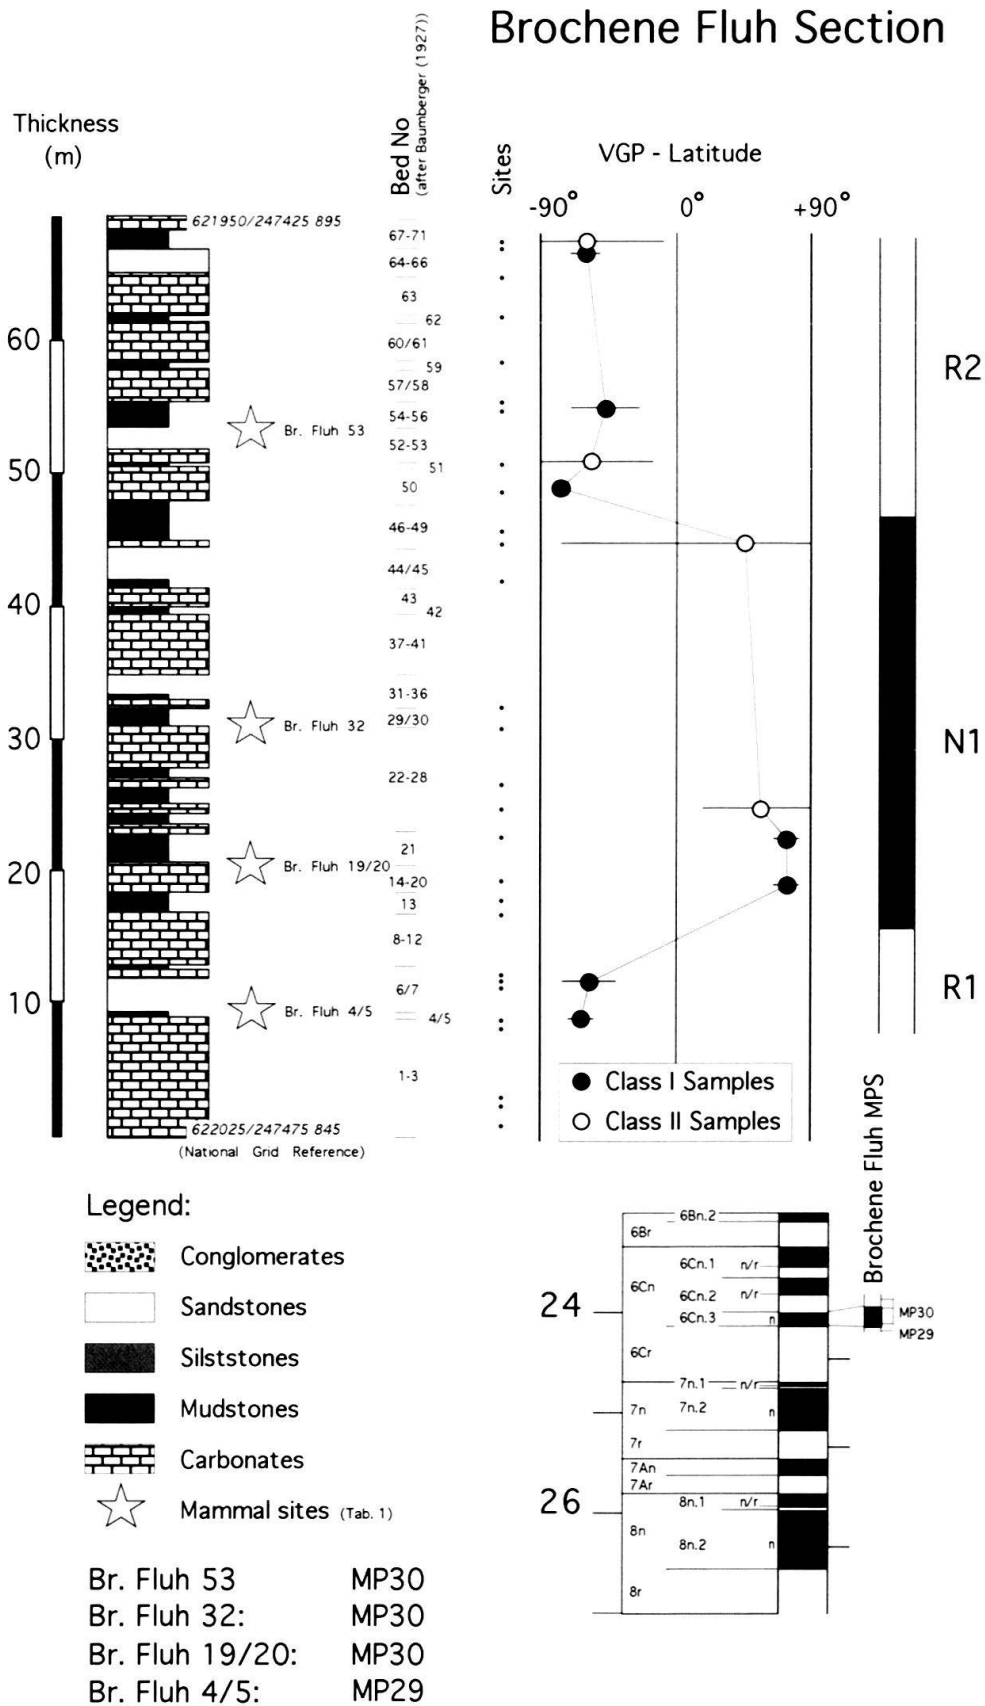 Brochene Fluh Section
Thickness
(m)
Bed No
(after Baumberger (1927))
Sites
VGP - Latitude
-90°
0°
+90°
621950/247425 895
67-71
64-66
63
62
60
60/61
59
57/58
R2
54-56
Br. Fluh 53
52-53
51
50
50
46-49
44/45
43
40
42
37-41
31-36
Br. Fluh 32
29/30
30
N1
22-28
21
Br. Fluh 19/20
20
14-20
13
8-12
6/7
R1
10
Br. Fluh 4/5
4/5
1-3
Class I Samples
Class II Samples
622025/247475 845
(National Grid Reference)
Brochene Fluh MPS
Legend:
Conglomerates
Sandstones
Silststones
Mudstones
Carbonates
Mammal sites (Tab. 1)
6Bn.2
6Br
6Cn.1 n/r
6Cn
6Cn.2 n/r
24
6Cn.3 n
MP30
MP29
6Cr
7n.1 n/r
7n 7n.2 n
7r
7An
7Ar
26
8n.1 n/r
8n
8n.2 n
8r
Br. Fluh 53 MP30
Br. Fluh 32: MP30
Br. Fluh 19/20: MP30
Br. Fluh 4/5: MP29